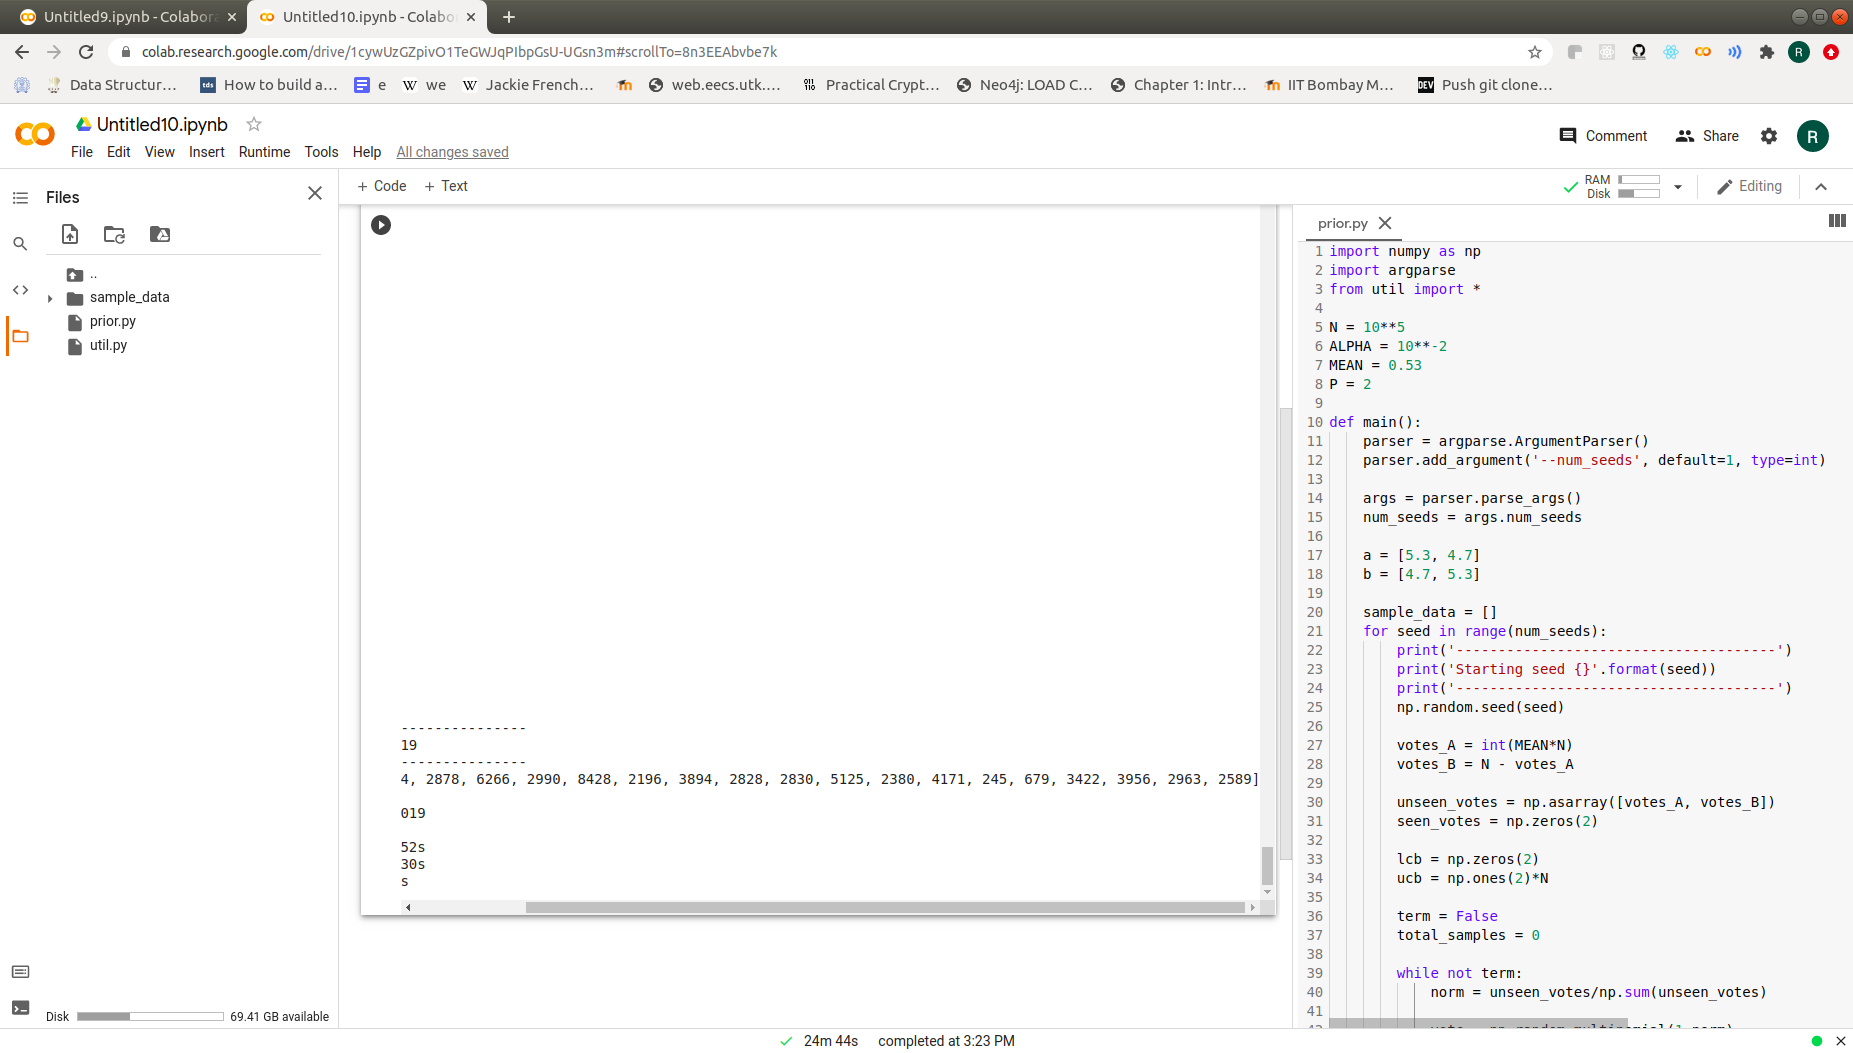 Untitled9.ipynb - Colabora
Untitled10.ipynb - Colabo
colab.research.google.com/drive/1cywUzGZpivO1TeGWJqPIbpGsU-UGsn3m#scrollTo=8n3EEAbvbe7k
R
Data Structur...
tds How to build a...
e
W we
W Jackie French...
web.eecs.utk....
Practical Crypt...
Neo4j: LOAD C...
Chapter 1: Intr...
IIT Bombay M...
DEV Push git clone...
Untitled10.ipynb
Comment
Share
R
File Edit View Insert Runtime Tools Help All changes saved
Files
+ Code + Text
RAM
Disk
Editing
..
sample_data
prior.py
util.py
---------------
19
---------------
4, 2878, 6266, 2990, 8428, 2196, 3894, 2828, 2830, 5125, 2380, 4171, 245, 679, 3422, 3956, 2963, 2589]
019
52s
30s
s
prior.py
1 import numpy as np
2 import argparse
3 from util import *
4
5 N = 10**5
6 ALPHA = 10**-2
7 MEAN = 0.53
8 P = 2
9
10 def main():
11 parser = argparse.ArgumentParser()
12 parser.add_argument('--num_seeds', default=1, type=int)
13
14 args = parser.parse_args()
15 num_seeds = args.num_seeds
16
17 a = [5.3, 4.7]
18 b = [4.7, 5.3]
19
20 sample_data = []
21 for seed in range(num_seeds):
22 print('--------------------------------------')
23 print('Starting seed {}'.format(seed))
24 print('--------------------------------------')
25 np.random.seed(seed)
26
27 votes_A = int(MEAN*N)
28 votes_B = N - votes_A
29
30 unseen_votes = np.asarray([votes_A, votes_B])
31 seen_votes = np.zeros(2)
32
33 lcb = np.zeros(2)
34 ucb = np.ones(2)*N
35
36 term = False
37 total_samples = 0
38
39 while not term:
40 norm = unseen_votes/np.sum(unseen_votes)
41
Disk 69.41 GB available
24m 44s completed at 3:23 PM